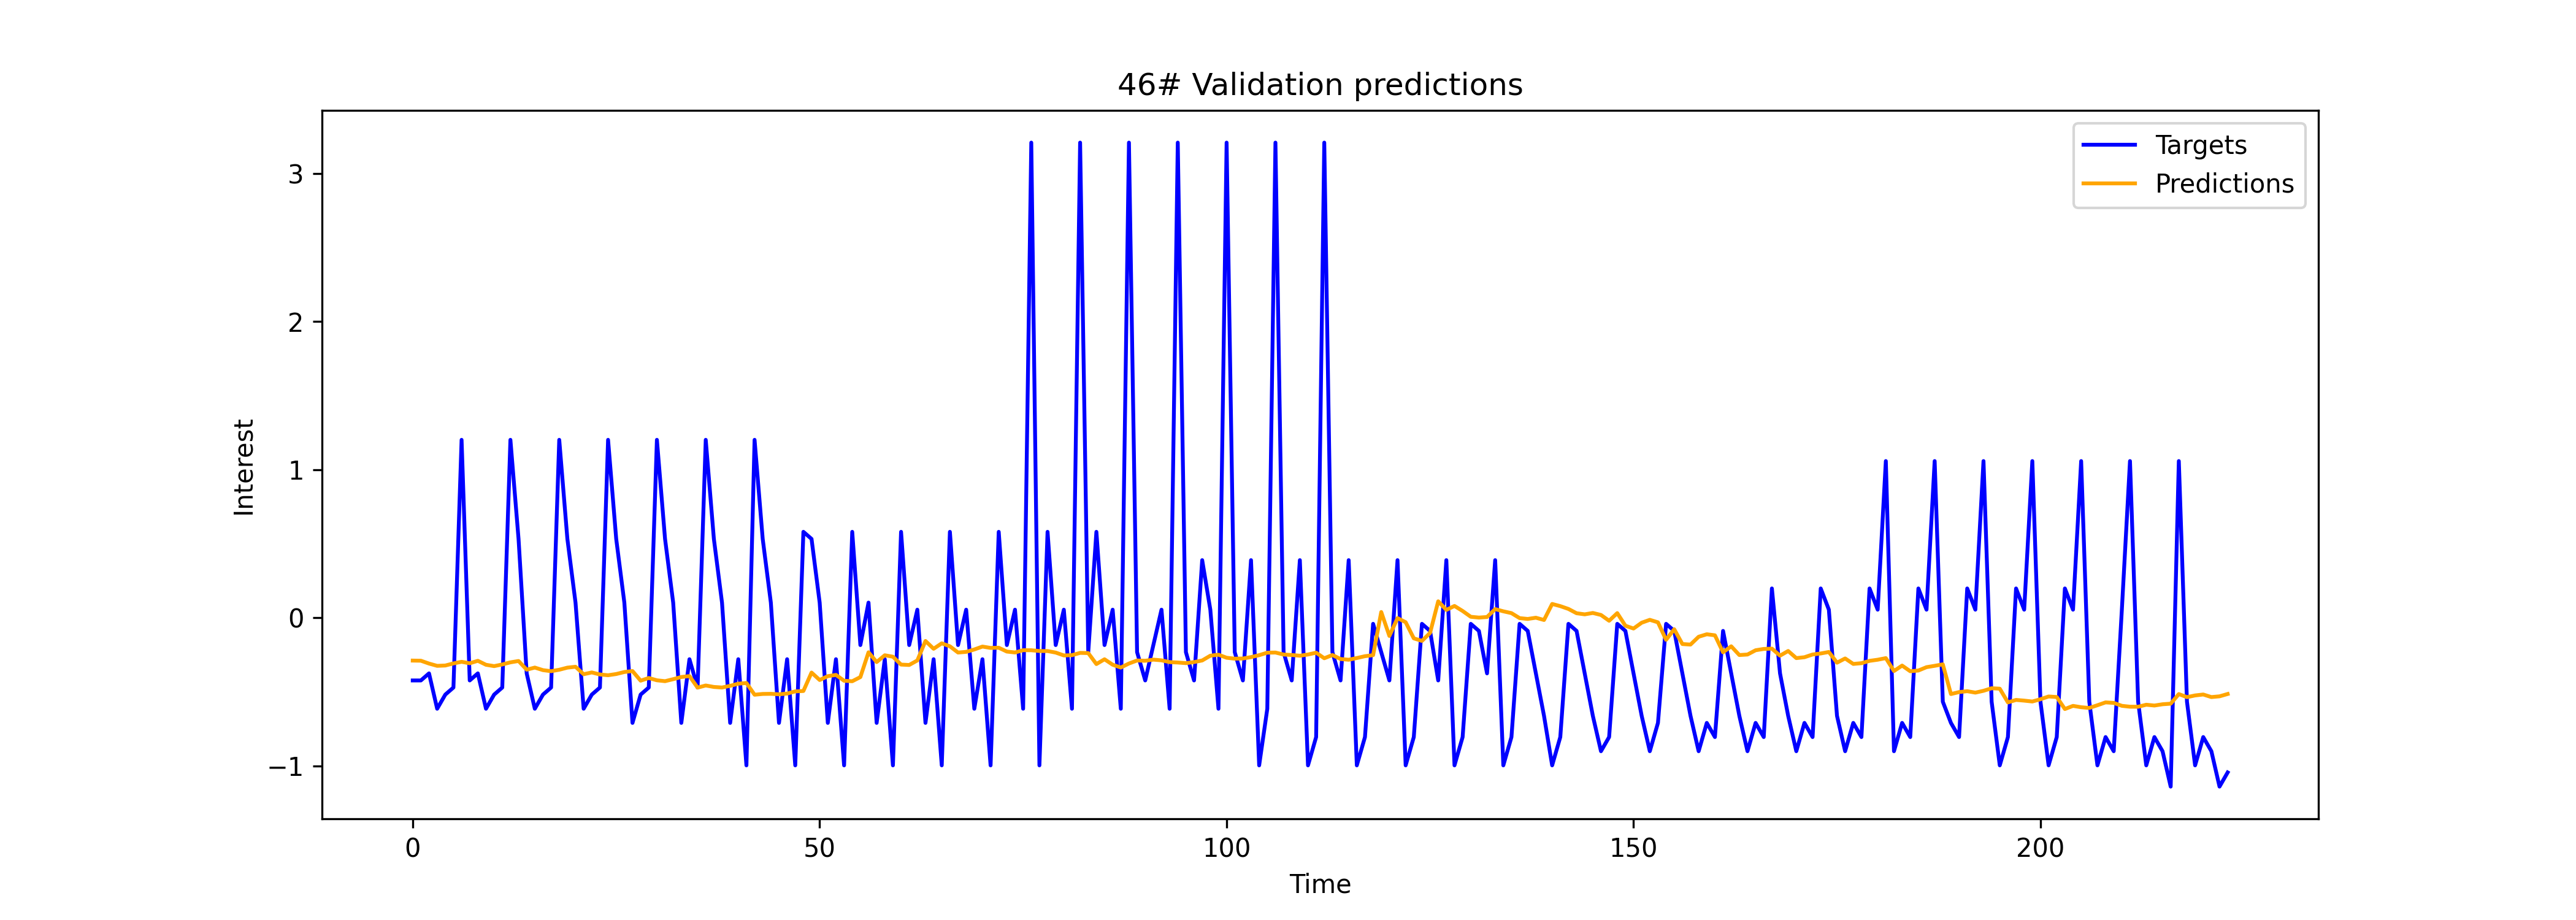 46# Validation predictions
Targets
Predictions
Interest
3
2
1
0
−1
0
50
100
150
200
Time